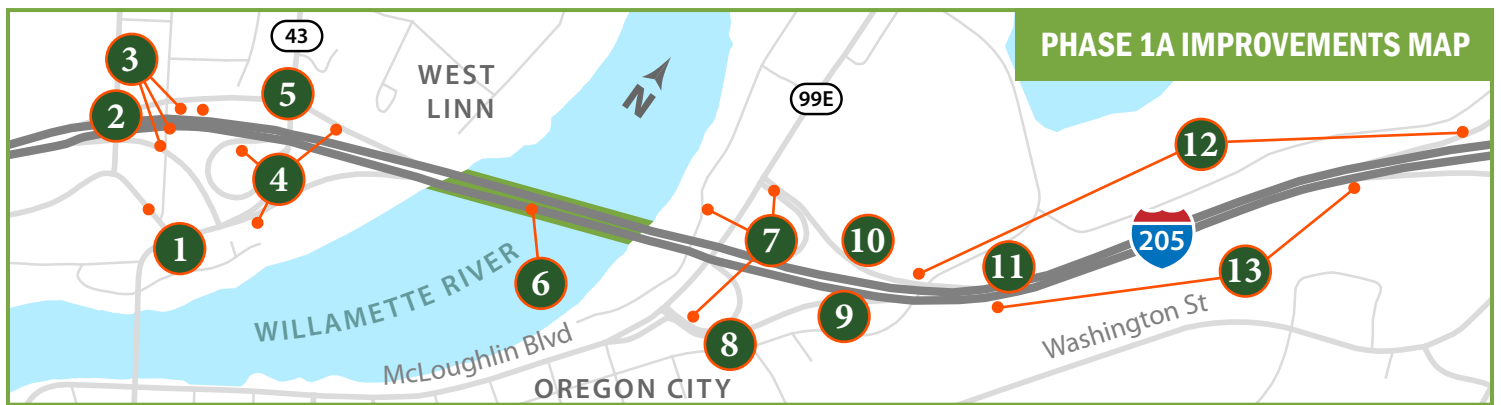 PHASE 1A IMPROVEMENTS MAP
43
3
5
WEST
LINN
2
N
99E
12
4
1
7
10
11
205
13
6
WILLAMETTE RIVER
9
8
McLoughlin Blvd
Washington St
OREGON CITY